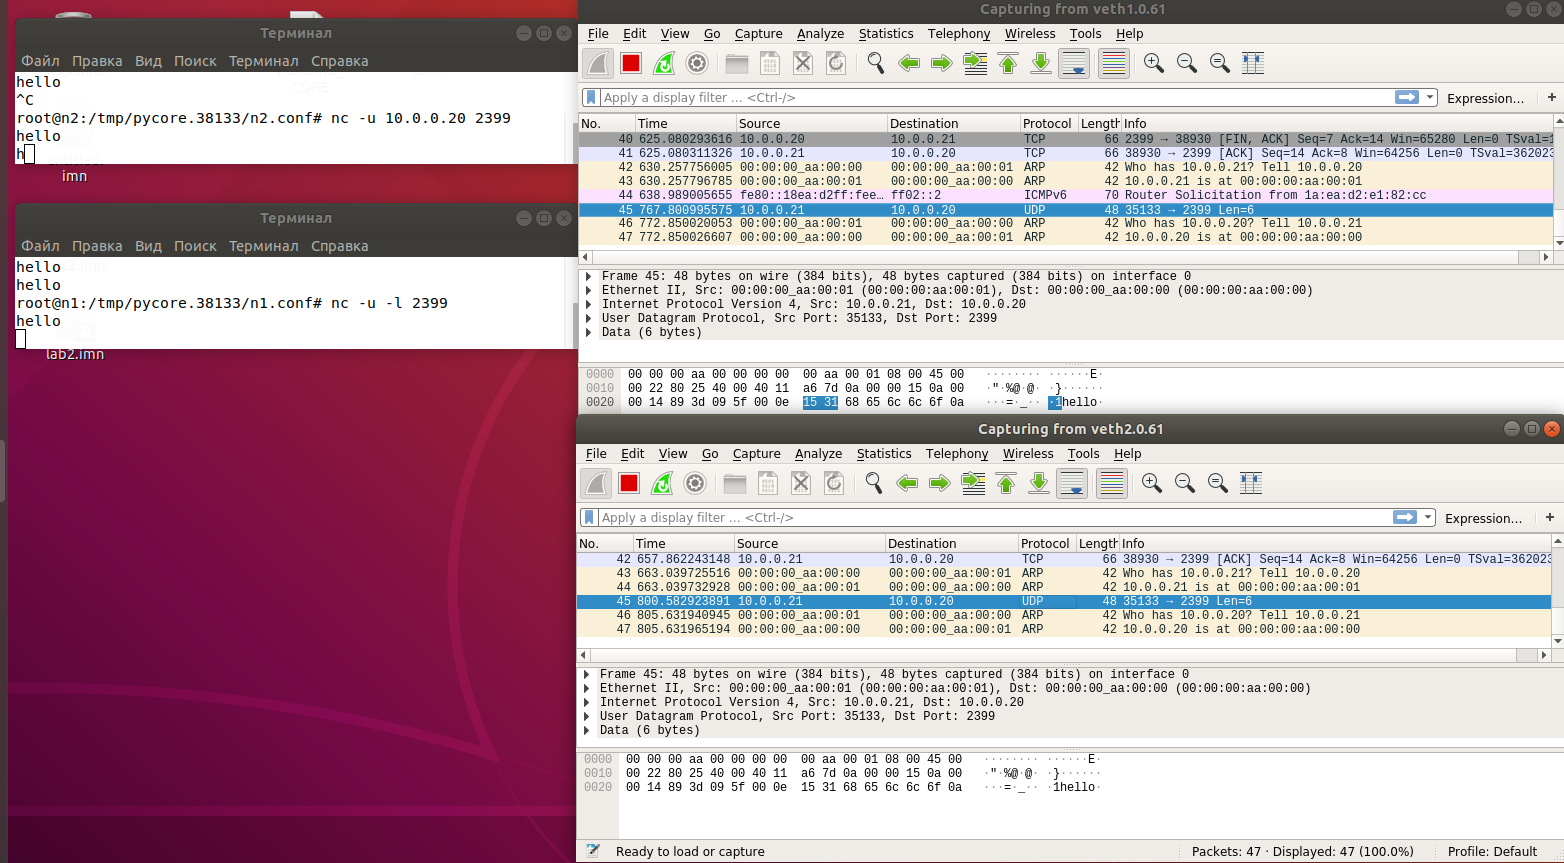 Терминал
Файл Правка Вид Поиск Терминал Справка
hello
^C
root@n2:/tmp/pycore.38133/n2.conf# nc -u 10.0.0.20 2399
hello
h
imn
Терминал
Файл Правка Вид Поиск Терминал Справка
hello
hello
root@n1:/tmp/pycore.38133/n1.conf# nc -u -l 2399
hello
lab2.imn
Capturing from veth1.0.61
File Edit View Go Capture Analyze Statistics Telephony Wireless Tools Help
Apply a display filter ... <Ctrl-/> Expression... +
No. Time Source Destination Protocol Length Info
40 625.080293616 10.0.0.20 10.0.0.21 TCP 66 2399 → 38930 [FIN, ACK] Seq=7 Ack=14 Win=65280 Len=0 TSval=1
41 625.080311326 10.0.0.21 10.0.0.20 TCP 66 38930 → 2399 [ACK] Seq=14 Ack=8 Win=64256 Len=0 TSval=362023
42 630.257756005 00:00:00_aa:00:00 00:00:00_aa:00:01 ARP 42 Who has 10.0.0.21? Tell 10.0.0.20
43 630.257796785 00:00:00_aa:00:01 00:00:00_aa:00:00 ARP 42 10.0.0.21 is at 00:00:00:aa:00:01
44 638.989005655 fe80::18ea:d2ff:fee… ff02::2 ICMPv6 70 Router Solicitation from 1a:ea:d2:e1:82:cc
45 767.800995575 10.0.0.21 10.0.0.20 UDP 48 35133 → 2399 Len=6
46 772.850020053 00:00:00_aa:00:01 00:00:00_aa:00:00 ARP 42 Who has 10.0.0.20? Tell 10.0.0.21
47 772.850026607 00:00:00_aa:00:00 00:00:00_aa:00:01 ARP 42 10.0.0.20 is at 00:00:00:aa:00:00
Frame 45: 48 bytes on wire (384 bits), 48 bytes captured (384 bits) on interface 0
Ethernet II, Src: 00:00:00_aa:00:01 (00:00:00:aa:00:01), Dst: 00:00:00_aa:00:00 (00:00:00:aa:00:00)
Internet Protocol Version 4, Src: 10.0.0.21, Dst: 10.0.0.20
User Datagram Protocol, Src Port: 35133, Dst Port: 2399
Data (6 bytes)
0000 00 00 00 aa 00 00 00 00 00 aa 00 01 08 00 45 00 ········ ······E·
0010 00 22 80 25 40 00 40 11 a6 7d 0a 00 00 15 0a 00 ·"·%@·@· ·}······
0020 00 14 89 3d 09 5f 00 0e 15 31 68 65 6c 6c 6f 0a ···=·_·· ·1hello·
Capturing from veth2.0.61
File Edit View Go Capture Analyze Statistics Telephony Wireless Tools Help
Apply a display filter ... <Ctrl-/> Expression... +
No. Time Source Destination Protocol Length Info
42 657.862243148 10.0.0.21 10.0.0.20 TCP 66 38930 → 2399 [ACK] Seq=14 Ack=8 Win=64256 Len=0 TSval=362023
43 663.039725516 00:00:00_aa:00:00 00:00:00_aa:00:01 ARP 42 Who has 10.0.0.21? Tell 10.0.0.20
44 663.039732928 00:00:00_aa:00:01 00:00:00_aa:00:00 ARP 42 10.0.0.21 is at 00:00:00:aa:00:01
45 800.582923891 10.0.0.21 10.0.0.20 UDP 48 35133 → 2399 Len=6
46 805.631940945 00:00:00_aa:00:01 00:00:00_aa:00:00 ARP 42 Who has 10.0.0.20? Tell 10.0.0.21
47 805.631965194 00:00:00_aa:00:00 00:00:00_aa:00:01 ARP 42 10.0.0.20 is at 00:00:00:aa:00:00
Frame 45: 48 bytes on wire (384 bits), 48 bytes captured (384 bits) on interface 0
Ethernet II, Src: 00:00:00_aa:00:01 (00:00:00:aa:00:01), Dst: 00:00:00_aa:00:00 (00:00:00:aa:00:00)
Internet Protocol Version 4, Src: 10.0.0.21, Dst: 10.0.0.20
User Datagram Protocol, Src Port: 35133, Dst Port: 2399
Data (6 bytes)
0000 00 00 00 aa 00 00 00 00 00 aa 00 01 08 00 45 00 ········ ······E·
0010 00 22 80 25 40 00 40 11 a6 7d 0a 00 00 15 0a 00 ·"·%@·@· ·}······
0020 00 14 89 3d 09 5f 00 0e 15 31 68 65 6c 6c 6f 0a ···=·_·· ·1hello·
Ready to load or capture Packets: 47 · Displayed: 47 (100.0%) Profile: Default